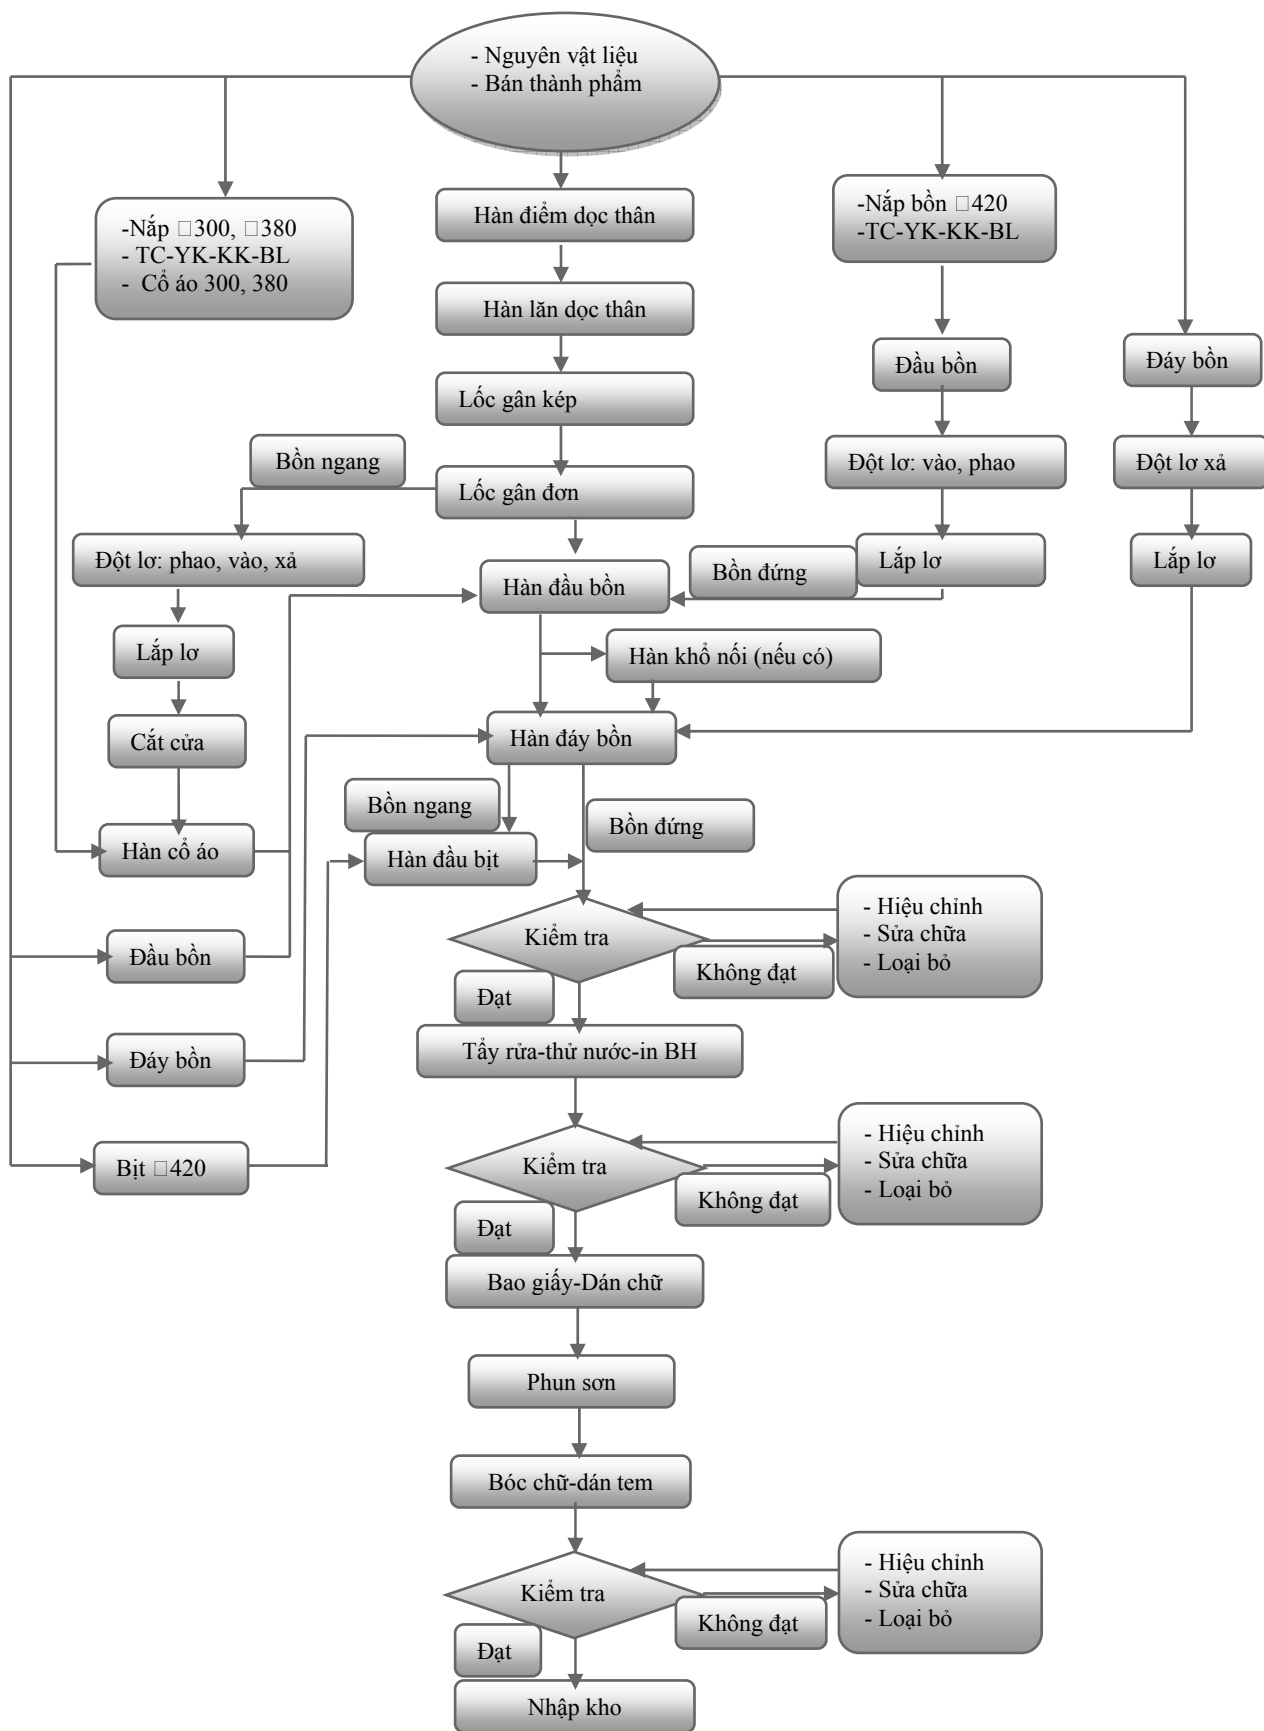 - Nguyên vật liệu
- Bán thành phẩm
-Nắp □300, □380
- TC-YK-KK-BL
- Cổ áo 300, 380
Hàn điểm dọc thân
-Nắp bồn □420
-TC-YK-KK-BL
Hàn lăn dọc thân
Đầu bồn
Đáy bồn
Lốc gân kép
Bồn ngang
Đột lơ: vào, phao
Đột lơ xả
Lốc gân đơn
Đột lơ: phao, vào, xả
Bồn đứng
Lắp lơ
Lắp lơ
Hàn đầu bồn
Lắp lơ
Hàn khổ nối (nếu có)
Cắt cửa
Hàn đáy bồn
Bồn ngang
Bồn đứng
Hàn cổ áo
Hàn đầu bịt
Kiểm tra
- Hiệu chỉnh
- Sửa chữa
- Loại bỏ
Đầu bồn
Không đạt
Đạt
Đáy bồn
Tẩy rửa-thử nước-in BH
Bịt □420
Kiểm tra
- Hiệu chỉnh
- Sửa chữa
- Loại bỏ
Không đạt
Đạt
Bao giấy-Dán chữ
Phun sơn
Bóc chữ-dán tem
Kiểm tra
- Hiệu chỉnh
- Sửa chữa
- Loại bỏ
Không đạt
Đạt
Nhập kho